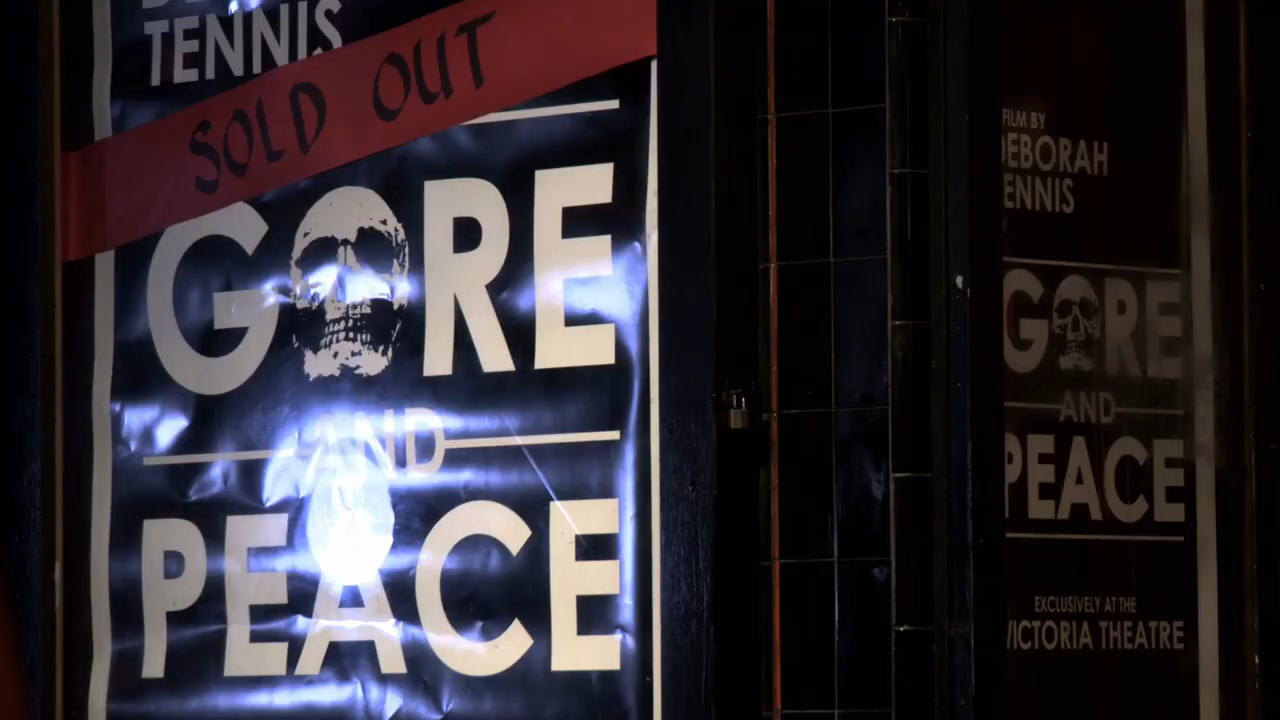 TENNIS
SOLD OUT
GORE
AND
PEACE
FILM BY
DEBORAH
TENNIS
GORE
AND
PEACE
EXCLUSIVELY AT THE
VICTORIA THEATRE